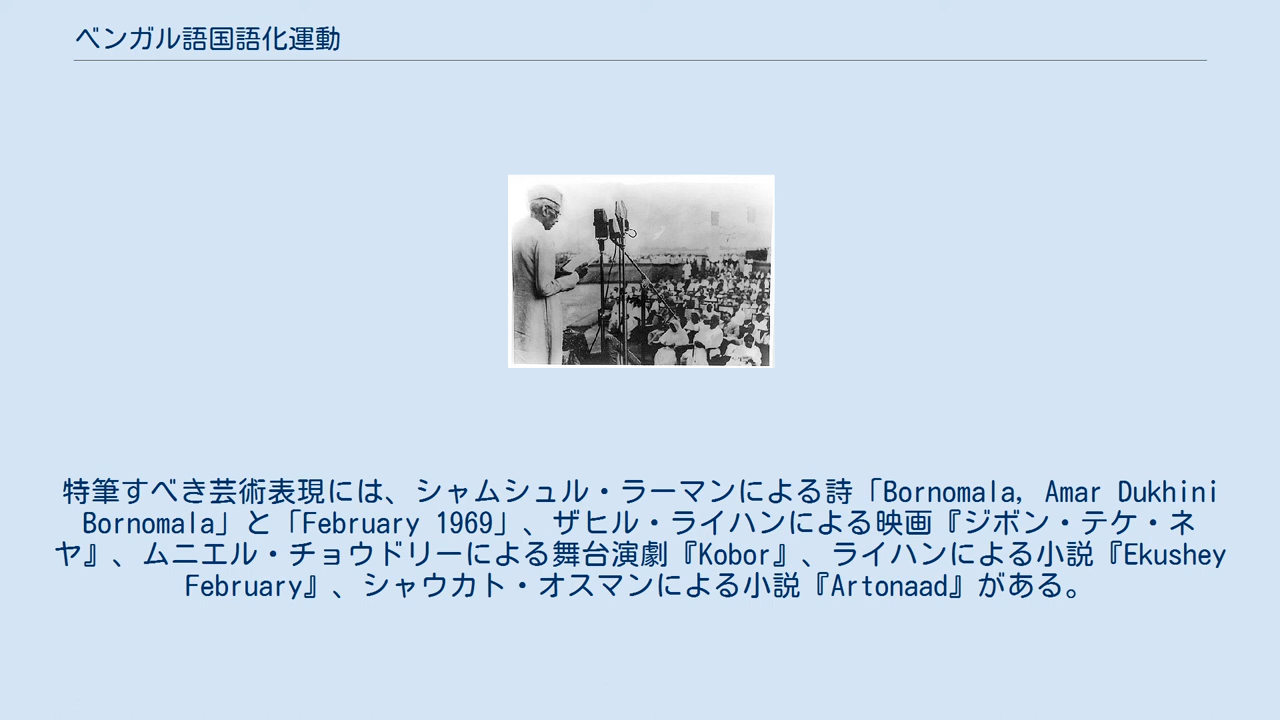 ベンガル語国語化運動
特筆すべき芸術表現には、シャムシュル・ラーマンによる詩「Bornomala, Amar Dukhini
Bornomala」と「February 1969」、ザヒル・ライハンによる映画『ジボン・テケ・ネ
ヤ』、ムニエル・チョウドリーによる舞台演劇『Kobor』、ライハンによる小説『Ekushey
February』、シャウカト・オスマンによる小説『Artonaad』がある。